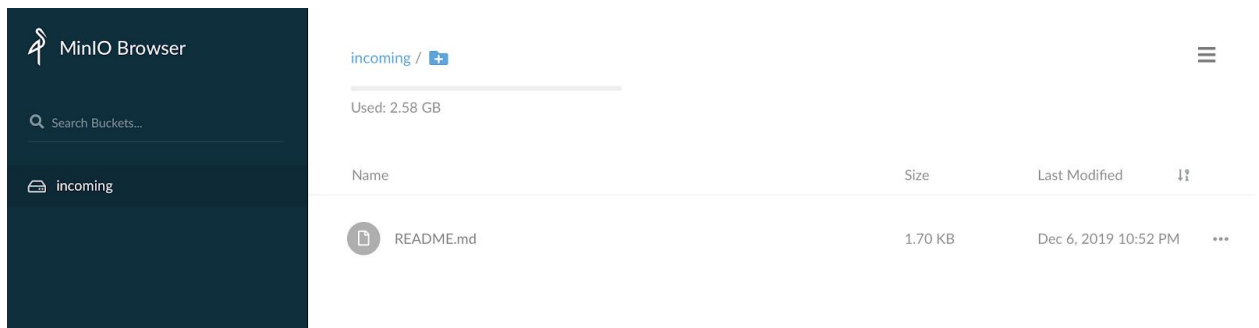 MinIO Browser
Search Buckets...
incoming
incoming /
Used: 2.58 GB
Name Size Last Modified
README.md 1.70 KB Dec 6, 2019 10:52 PM